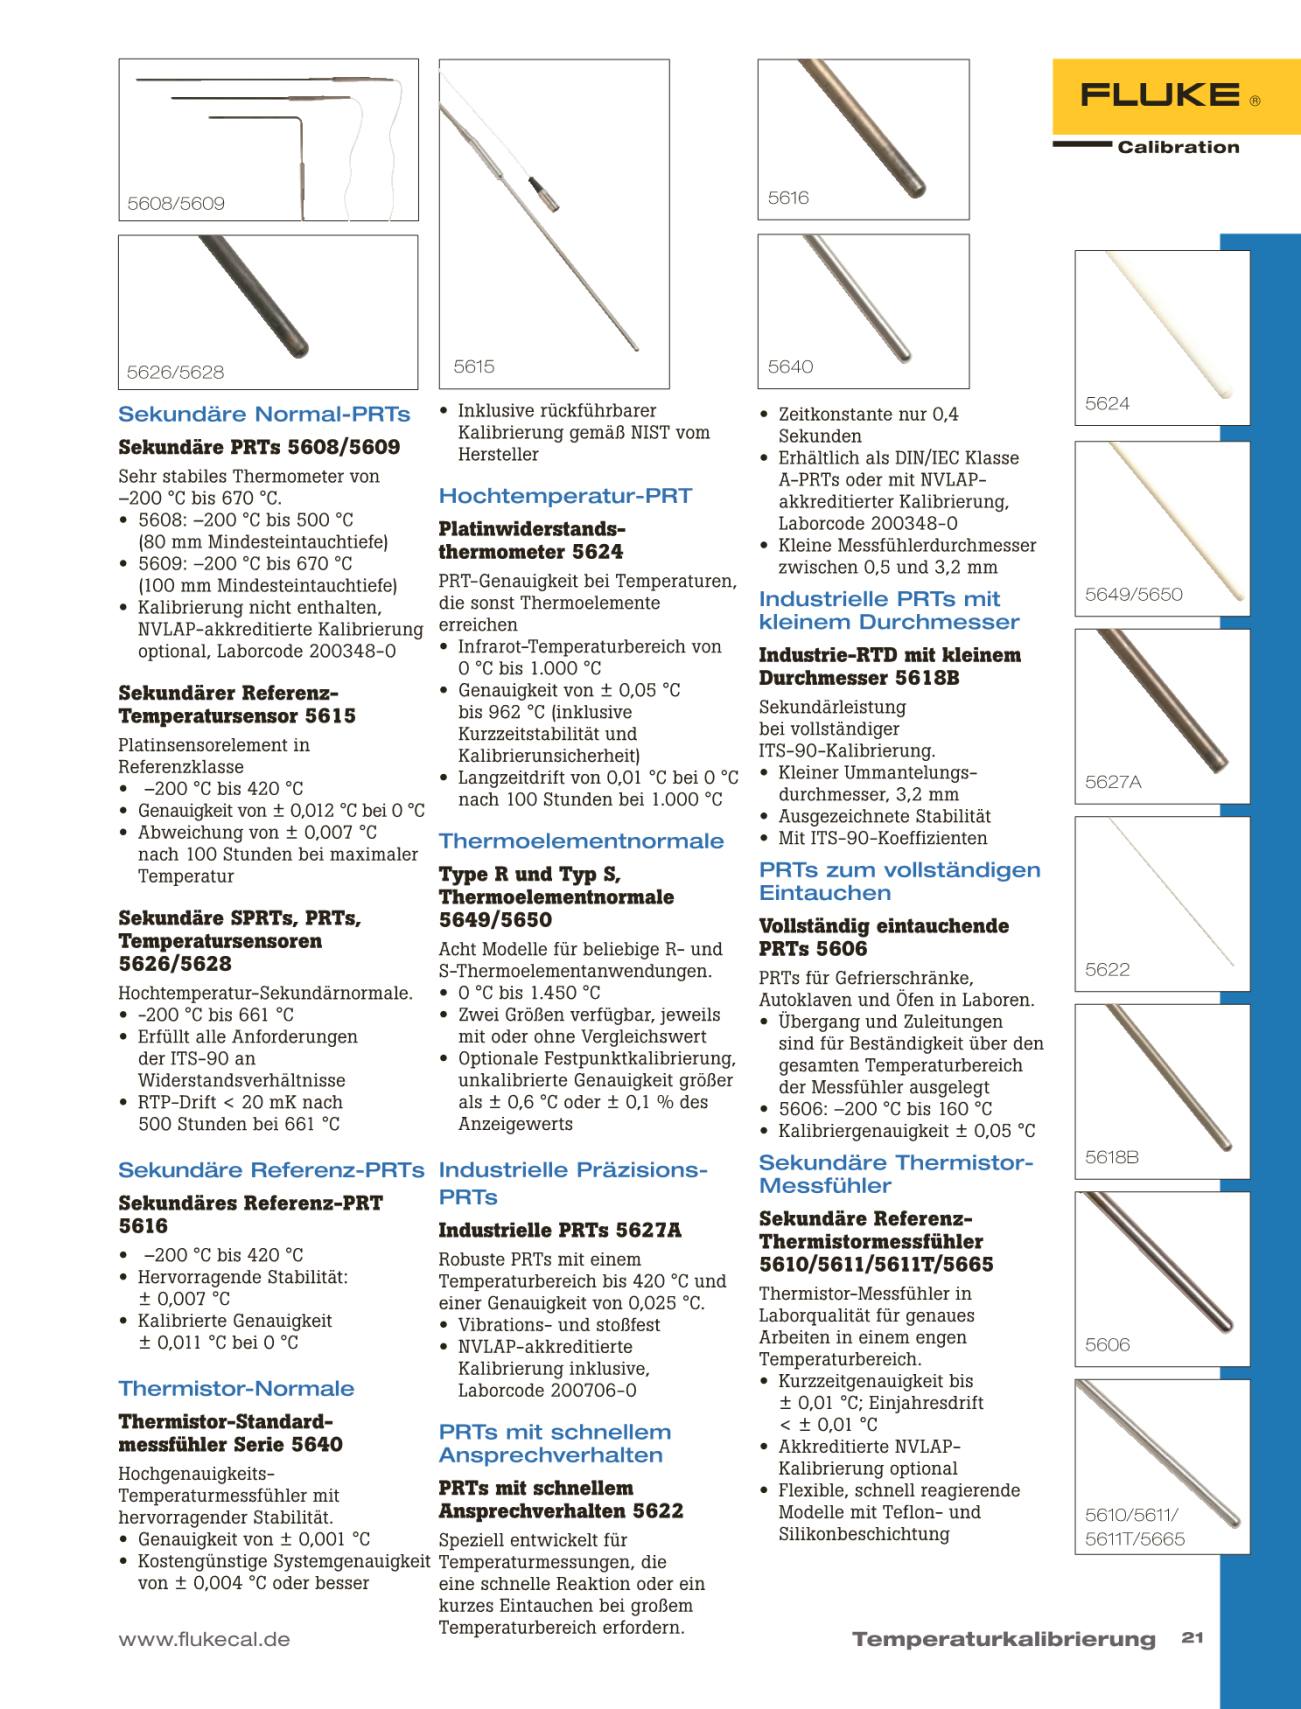 FLUKE ®
Calibration
5608/5609
5626/5628
5615
5616
5640
5624
5649/5650
5627A
5622
5618B
5606
5610/5611/
5611T/5665
Sekundäre Normal-PRTs
Sekundäre PRTs 5608/5609
Sehr stabiles Thermometer von
–200 °C bis 670 °C.
• 5608: –200 °C bis 500 °C
(80 mm Mindesteintauchtiefe)
• 5609: –200 °C bis 670 °C
(100 mm Mindesteintauchtiefe)
• Kalibrierung nicht enthalten,
NVLAP-akkreditierte Kalibrierung
optional, Laborcode 200348-0
Sekundärer Referenz-
Temperatursensor 5615
Platinsensorelement in
Referenzklasse
• –200 °C bis 420 °C
• Genauigkeit von ± 0,012 °C bei 0 °C
• Abweichung von ± 0,007 °C
nach 100 Stunden bei maximaler
Temperatur
Sekundäre SPRTs, PRTs,
Temperatursensoren
5626/5628
Hochtemperatur-Sekundärnormale.
• -200 °C bis 661 °C
• Erfüllt alle Anforderungen
der ITS-90 an
Widerstandsverhältnisse
• RTP-Drift < 20 mK nach
500 Stunden bei 661 °C
Sekundäre Referenz-PRTs
Sekundäres Referenz-PRT
5616
• –200 °C bis 420 °C
• Hervorragende Stabilität:
± 0,007 °C
• Kalibrierte Genauigkeit
± 0,011 °C bei 0 °C
Thermistor-Normale
Thermistor-Standard-
messfühler Serie 5640
Hochgenauigkeits-
Temperaturmessfühler mit
hervorragender Stabilität.
• Genauigkeit von ± 0,001 °C
• Kostengünstige Systemgenauigkeit
von ± 0,004 °C oder besser
• Inklusive rückführbarer
Kalibrierung gemäß NIST vom
Hersteller
Hochtemperatur-PRT
Platinwiderstands-
thermometer 5624
PRT-Genauigkeit bei Temperaturen,
die sonst Thermoelemente
erreichen
• Infrarot-Temperaturbereich von
0 °C bis 1.000 °C
• Genauigkeit von ± 0,05 °C
bis 962 °C (inklusive
Kurzzeitstabilität und
Kalibrierunsicherheit)
• Langzeitdrift von 0,01 °C bei 0 °C
nach 100 Stunden bei 1.000 °C
Thermoelementnormale
Type R und Typ S,
Thermoelementnormale
5649/5650
Acht Modelle für beliebige R- und
S-Thermoelementanwendungen.
• 0 °C bis 1.450 °C
• Zwei Größen verfügbar, jeweils
mit oder ohne Vergleichswert
• Optionale Festpunktkalibrierung,
unkalibrierte Genauigkeit größer
als ± 0,6 °C oder ± 0,1 % des
Anzeigewerts
Industrielle Präzisions-
PRTs
Industrielle PRTs 5627A
Robuste PRTs mit einem
Temperaturbereich bis 420 °C und
einer Genauigkeit von 0,025 °C.
• Vibrations- und stoßfest
• NVLAP-akkreditierte
Kalibrierung inklusive,
Laborcode 200706-0
PRTs mit schnellem
Ansprechverhalten
PRTs mit schnellem
Ansprechverhalten 5622
Speziell entwickelt für
Temperaturmessungen, die
eine schnelle Reaktion oder ein
kurzes Eintauchen bei großem
Temperaturbereich erfordern.
• Zeitkonstante nur 0,4
Sekunden
• Erhältlich als DIN/IEC Klasse
A-PRTs oder mit NVLAP-
akkreditierter Kalibrierung,
Laborcode 200348-0
• Kleine Messfühlerdurchmesser
zwischen 0,5 und 3,2 mm
Industrielle PRTs mit
kleinem Durchmesser
Industrie-RTD mit kleinem
Durchmesser 5618B
Sekundärleistung
bei vollständiger
ITS-90-Kalibrierung.
• Kleiner Ummantelungs-
durchmesser, 3,2 mm
• Ausgezeichnete Stabilität
• Mit ITS-90-Koeffizienten
PRTs zum vollständigen
Eintauchen
Vollständig eintauchende
PRTs 5606
PRTs für Gefrierschränke,
Autoklaven und Öfen in Laboren.
• Übergang und Zuleitungen
sind für Beständigkeit über den
gesamten Temperaturbereich
der Messfühler ausgelegt
• 5606: –200 °C bis 160 °C
• Kalibriergenauigkeit ± 0,05 °C
Sekundäre Thermistor-
Messfühler
Sekundäre Referenz-
Thermistormessfühler
5610/5611/5611T/5665
Thermistor-Messfühler in
Laborqualität für genaues
Arbeiten in einem engen
Temperaturbereich.
• Kurzzeitgenauigkeit bis
± 0,01 °C; Einjahresdrift
< ± 0,01 °C
• Akkreditierte NVLAP-
Kalibrierung optional
• Flexible, schnell reagierende
Modelle mit Teflon- und
Silikonbeschichtung
www.flukecal.de
Temperaturkalibrierung 21